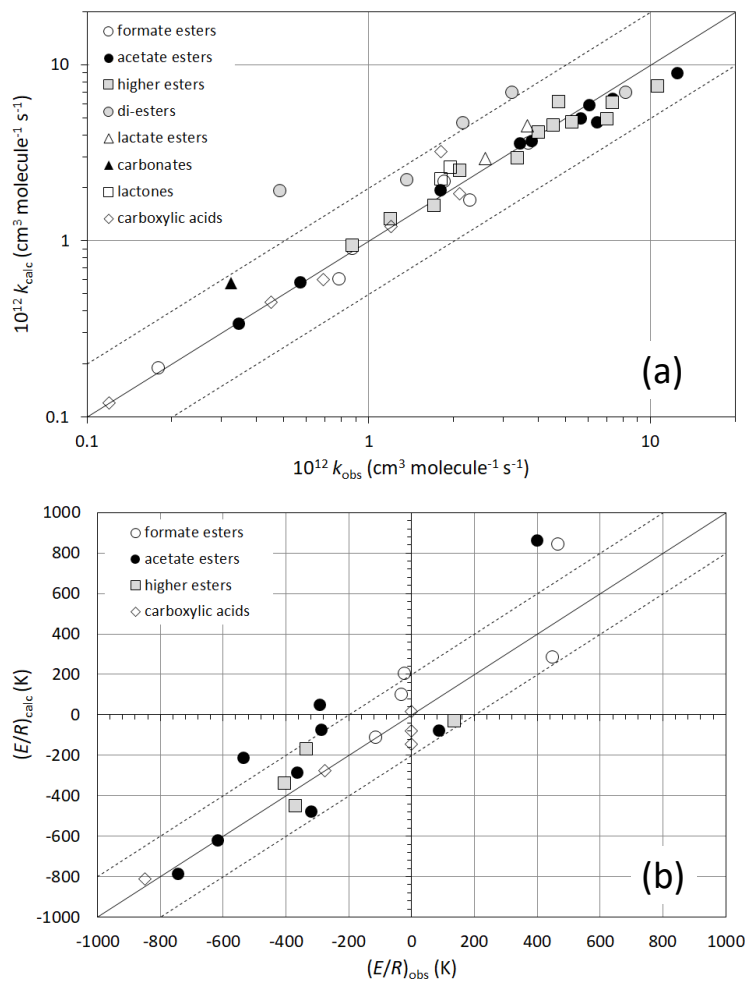 10
1
0.1
10¹² k_calc (cm³ molecule⁻¹ s⁻¹)
formate esters
acetate esters
higher esters
di-esters
lactate esters
carbonates
lactones
carboxylic acids
(a)
0.1 1 10
10¹² k_obs (cm³ molecule⁻¹ s⁻¹)
1000
800
600
400
200
0
-200
-400
-600
-800
-1000
(E/R)_calc (K)
formate esters
acetate esters
higher esters
carboxylic acids
(b)
-1000 -800 -600 -400 -200 0 200 400 600 800 1000
(E/R)_obs (K)